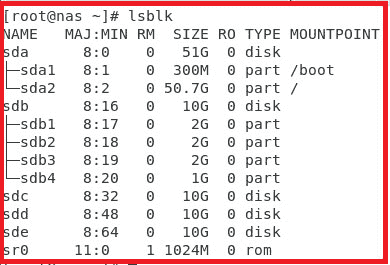 [root@nas ~]# lsblk
NAME   MAJ:MIN RM  SIZE RO TYPE MOUNTPOINT
sda      8:0    0   51G  0 disk
├─sda1   8:1    0  300M  0 part /boot
└─sda2   8:2    0 50.7G  0 part /
sdb      8:16   0   10G  0 disk
├─sdb1   8:17   0    2G  0 part
├─sdb2   8:18   0    2G  0 part
├─sdb3   8:19   0    2G  0 part
└─sdb4   8:20   0    1G  0 part
sdc      8:32   0   10G  0 disk
sdd      8:48   0   10G  0 disk
sde      8:64   0   10G  0 disk
sr0     11:0    1 1024M  0 rom